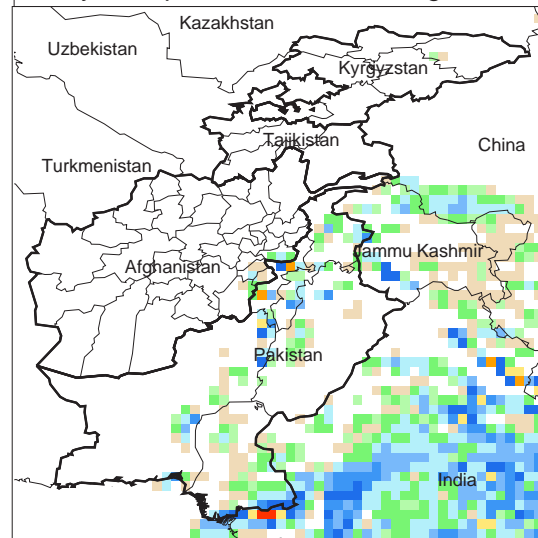 Kazakhstan
Uzbekistan
Kyrgyzstan
Tajikistan
China
Turkmenistan
Jammu Kashmir
Afghanistan
Pakistan
India